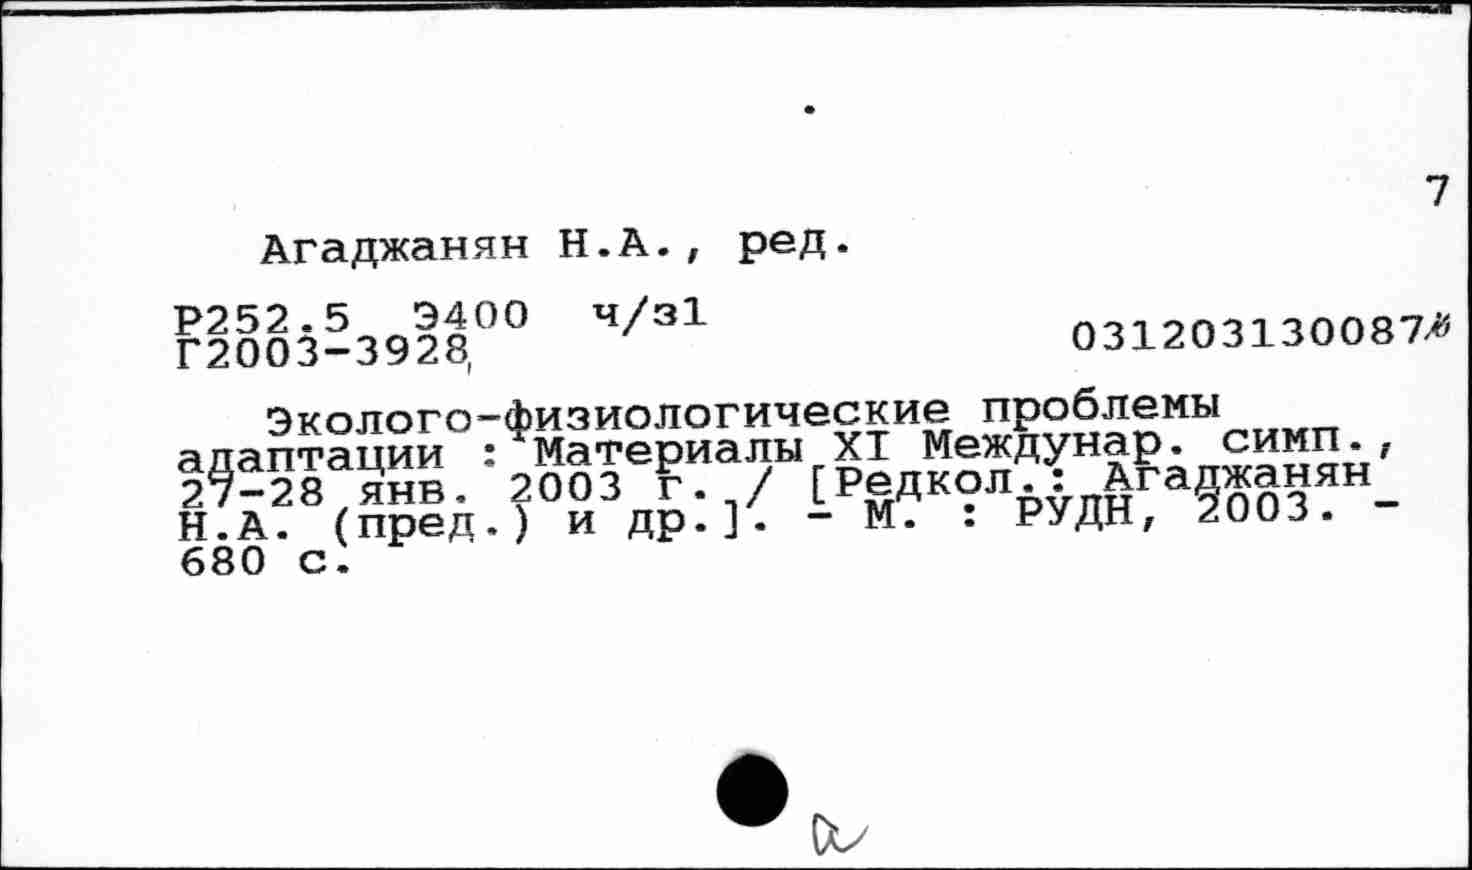 7
Агаджанян Н.А., ред.
Р252.5 Э400 ч/з1
Г2003-3928
031203130087
Эколого-физиологические проблемы
адаптации : Материалы XI Междунар. симп.,
27-28 янв. 2003 г. / [Редкол.: Агаджанян
Н.А. (пред.) и др.]. - М. : РУДН, 2003. -
680 с.